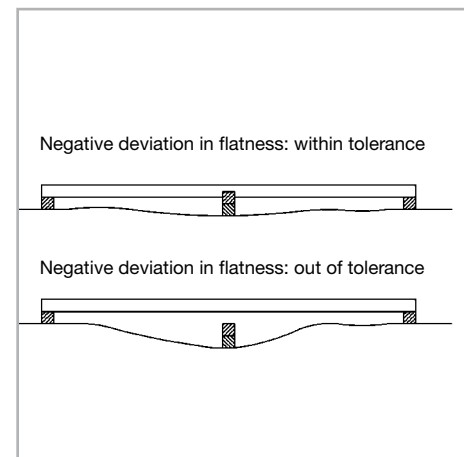 Negative deviation in flatness: within tolerance
Negative deviation in flatness: out of tolerance